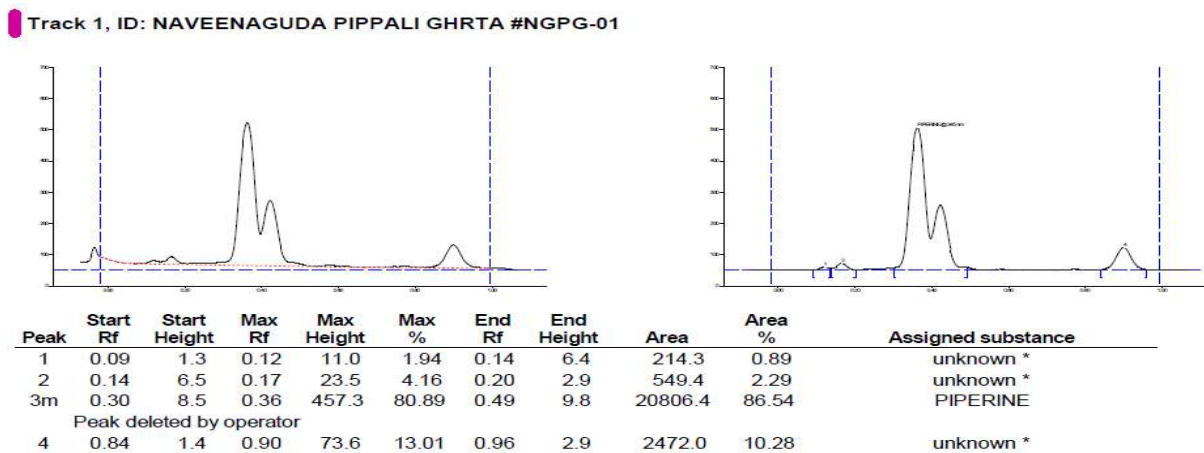 Track 1, ID: NAVEENAGUDA PIPPALI GHRTA #NGPG-01
Peak Start Rf Start Height Max Rf Max Height Max % End Rf End Height Area Area % Assigned substance
1 0.09 1.3 0.12 11.0 1.94 0.14 6.4 214.3 0.89 unknown *
2 0.14 6.5 0.17 23.5 4.16 0.20 2.9 549.4 2.29 unknown *
3m 0.30 8.5 0.36 457.3 80.89 0.49 9.8 20806.4 86.54 PIPERINE
Peak deleted by operator
4 0.84 1.4 0.90 73.6 13.01 0.96 2.9 2472.0 10.28 unknown *